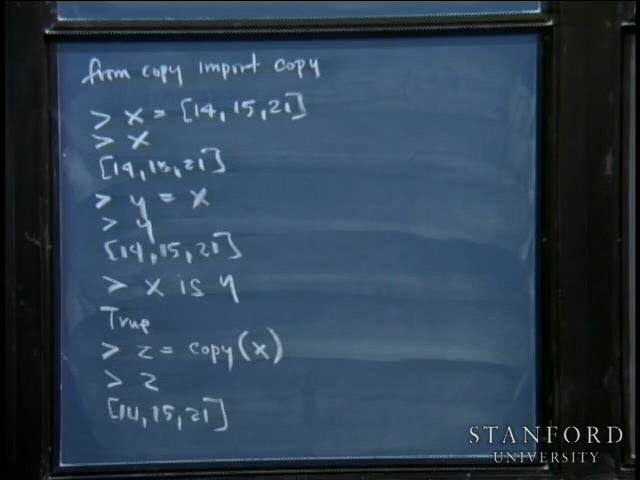 from copy import copy
> x = [14, 15, 21]
> x
[14, 15, 21]
> y = x
> y
[14, 15, 21]
> x is y
True
> z = copy(x)
> z
[14, 15, 21]
STANFORD
UNIVERSITY